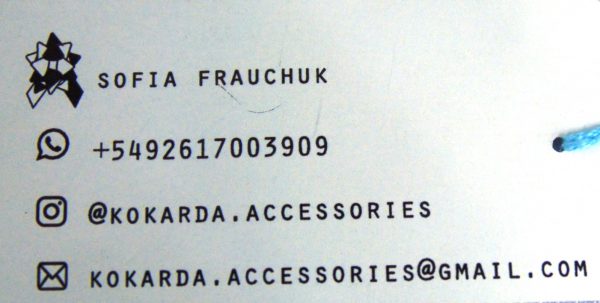 SOFIA FRAUCHUK
+5492617003909
@KOKARDA.ACCESSORIES
KOKARDA.ACCESSORIES@GMAIL.COM